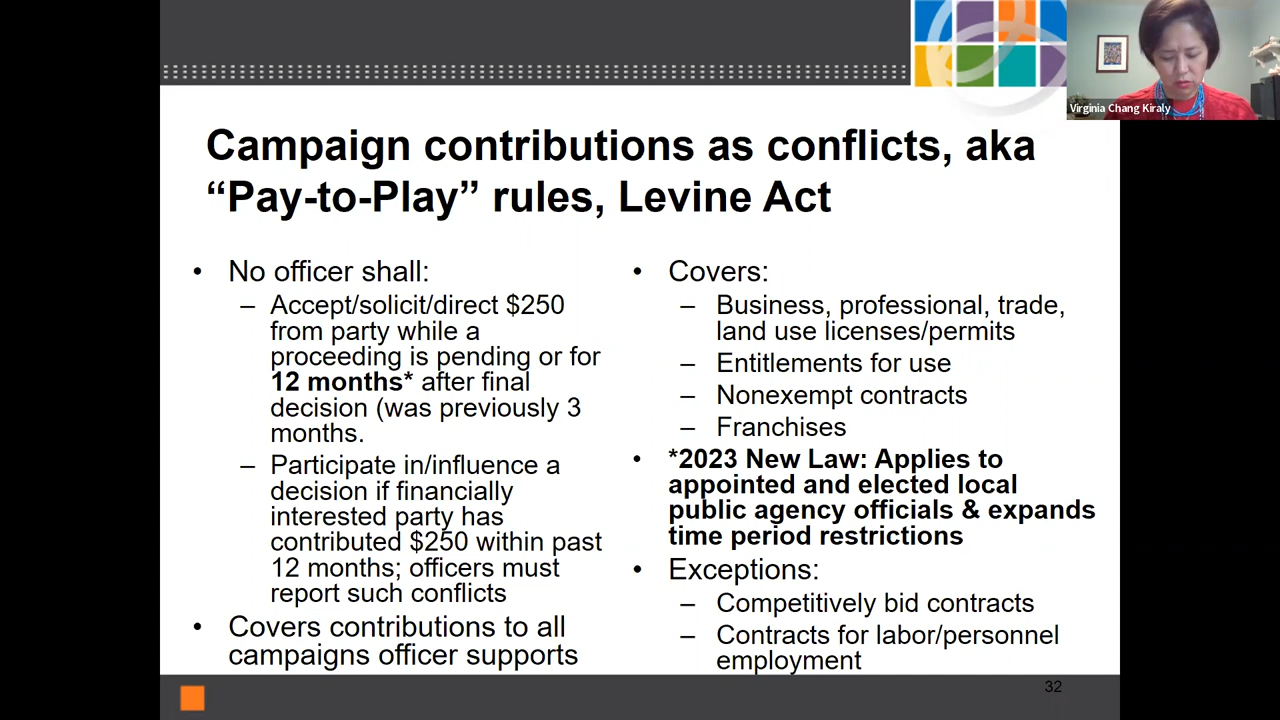 Virginia Chang Kiraly
Campaign contributions as conflicts, aka
“Pay-to-Play” rules, Levine Act
• No officer shall:
– Accept/solicit/direct $250
from party while a
proceeding is pending or for
12 months* after final
decision (was previously 3
months.
– Participate in/influence a
decision if financially
interested party has
contributed $250 within past
12 months; officers must
report such conflicts
• Covers contributions to all
campaigns officer supports
• Covers:
– Business, professional, trade,
land use licenses/permits
– Entitlements for use
– Nonexempt contracts
– Franchises
• *2023 New Law: Applies to
appointed and elected local
public agency officials & expands
time period restrictions
• Exceptions:
– Competitively bid contracts
– Contracts for labor/personnel
employment
32